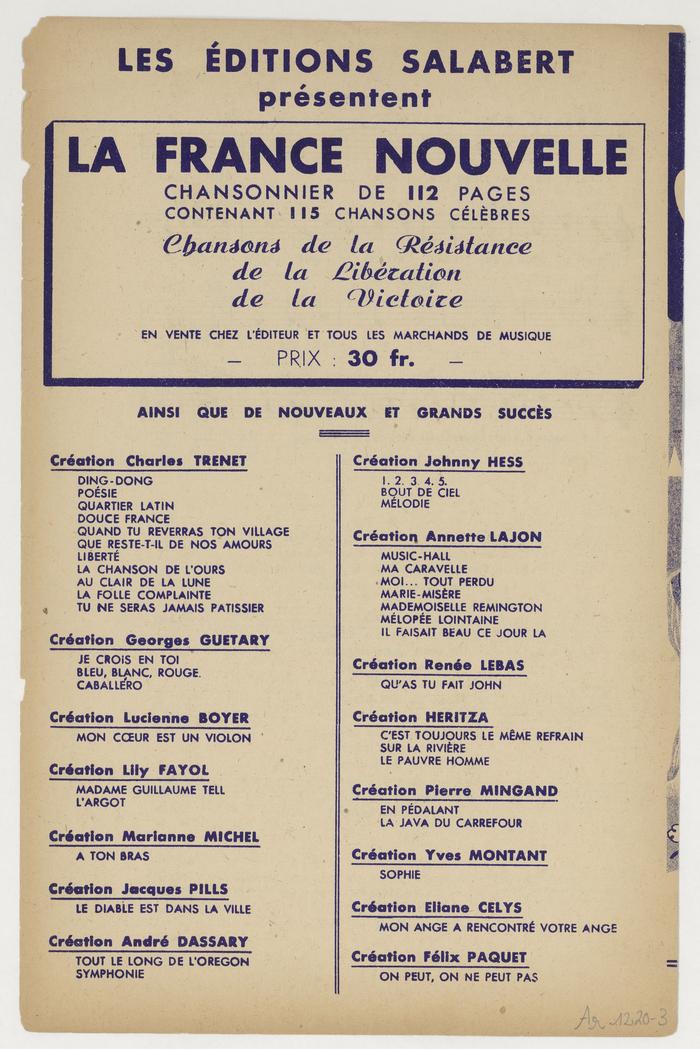 LES ÉDITIONS SALABERT
présentent
LA FRANCE NOUVELLE
CHANSONNIER DE 112 PAGES
CONTENANT 115 CHANSONS CÉLÈBRES
Chansons de la Résistance
de la Libération
de la Victoire
EN VENTE CHEZ L'ÉDITEUR ET TOUS LES MARCHANDS DE MUSIQUE
— PRIX : 30 fr. —
AINSI QUE DE NOUVEAUX ET GRANDS SUCCÈS
Création Charles TRENET
DING-DONG
POÉSIE
QUARTIER LATIN
DOUCE FRANCE
QUAND TU REVERRAS TON VILLAGE
QUE RESTE-T-IL DE NOS AMOURS
LIBERTÉ
LA CHANSON DE L'OURS
AU CLAIR DE LA LUNE
LA FOLLE COMPLAINTE
TU NE SERAS JAMAIS PATISSIER
Création Georges GUETARY
JE CROIS EN TOI
BLEU, BLANC, ROUGE.
CABALLÉRO
Création Lucienne BOYER
MON CŒUR EST UN VIOLON
Création Lily FAYOL
MADAME GUILLAUME TELL
L'ARGOT
Création Marianne MICHEL
A TON BRAS
Création Jacques PILLS
LE DIABLE EST DANS LA VILLE
Création André DASSARY
TOUT LE LONG DE L'OREGON
SYMPHONIE
Création Johnny HESS
1. 2. 3. 4. 5.
BOUT DE CIEL
MÉLODIE
Création Annette LAJON
MUSIC-HALL
MA CARAVELLE
MOI... TOUT PERDU
MARIE-MISÈRE
MADEMOISELLE REMINGTON
MÉLOPÉE LOINTAINE
IL FAISAIT BEAU CE JOUR LA
Création Renée LEBAS
QU'AS TU FAIT JOHN
Création HERITZA
C'EST TOUJOURS LE MÊME REFRAIN
SUR LA RIVIÈRE
LE PAUVRE HOMME
Création Pierre MINGAND
EN PÉDALANT
LA JAVA DU CARREFOUR
Création Yves MONTANT
SOPHIE
Création Eliane CELYS
MON ANGE A RENCONTRÉ VOTRE ANGE
Création Félix PAQUET
ON PEUT, ON NE PEUT PAS
Ar 1220-3